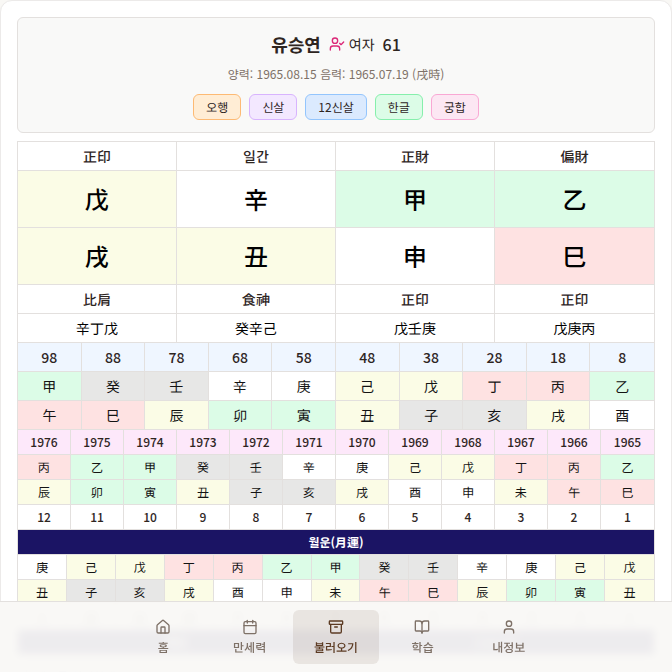 유승연 여자 61
양력: 1965.08.15 음력: 1965.07.19 (戌時)
오행 신살 12신살 한글 궁합
正印 일간 正財 偏財
戊 辛 甲 乙
戌 丑 申 巳
比肩 食神 正印 正印
辛丁戊 癸辛己 戊壬庚 戊庚丙
98 88 78 68 58 48 38 28 18 8
甲 癸 壬 辛 庚 己 戊 丁 丙 乙
午 巳 辰 卯 寅 丑 子 亥 戌 酉
1976 1975 1974 1973 1972 1971 1970 1969 1968 1967 1966 1965
丙 乙 甲 癸 壬 辛 庚 己 戊 丁 丙 乙
辰 卯 寅 丑 子 亥 戌 酉 申 未 午 巳
12 11 10 9 8 7 6 5 4 3 2 1
월운(月運)
庚 己 戊 丁 丙 乙 甲 癸 壬 辛 庚 己 戊
丑 子 亥 戌 酉 申 未 午 巳 辰 卯 寅 丑
홈 만세력 불러오기 학습 내정보